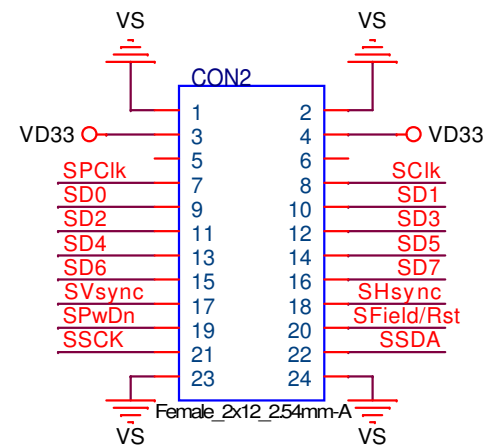 VS VS
CON2
1 2
VD33 3 4 VD33
5 6
SPClk 7 8 SClk
SD0 9 10 SD1
SD2 11 12 SD3
SD4 13 14 SD5
SD6 15 16 SD7
SVsync 17 18 SHsync
SPwDn 19 20 SField/Rst
SSCK 21 22 SSDA
23 24
Female_2x12_2.54mm-A
VS VS